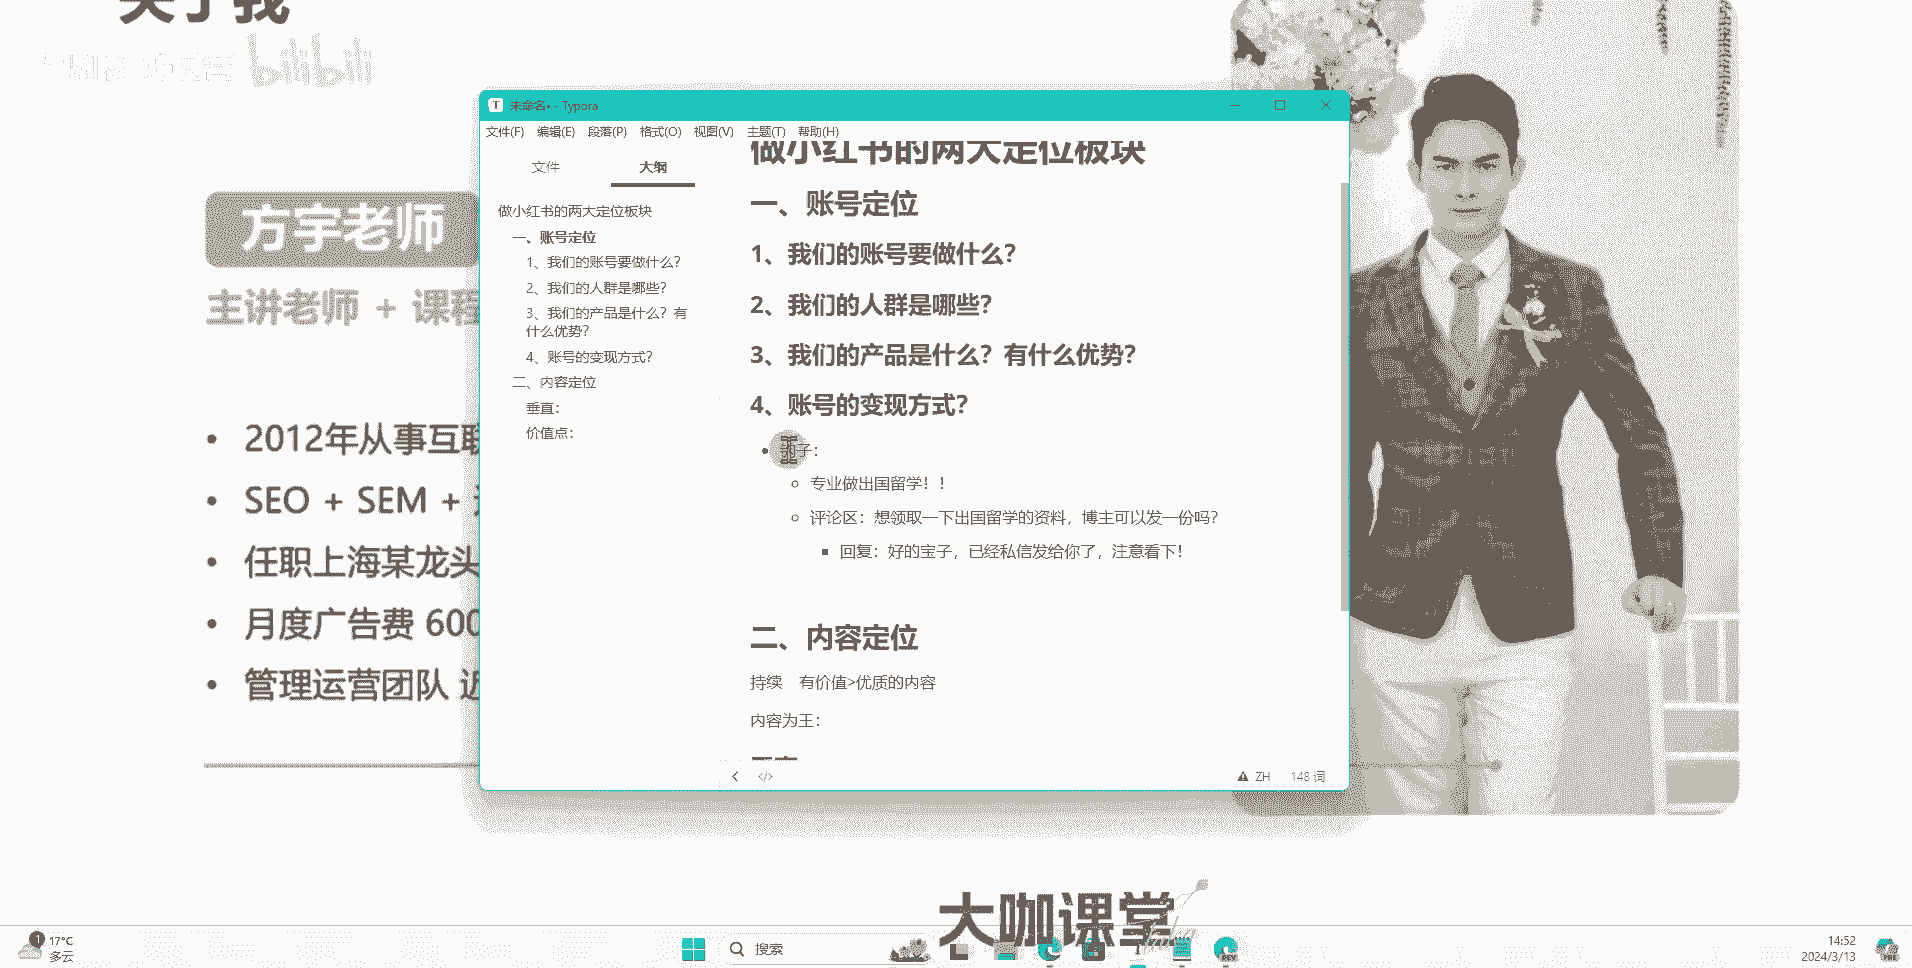 关于我
bilibili
方宇老师
主讲老师 + 课程
2012年从事互联
SEO + SEM +
任职上海某龙头
月度广告费 600
管理运营团队 近
未命名• - Typora
文件(F) 编辑(E) 段落(P) 格式(O) 视图(V) 主题(T) 帮助(H)
文件 大纲
做小红书的两大定位板块
一、账号定位
1、我们的账号要做什么？
2、我们的人群是哪些？
3、我们的产品是什么？有
什么优势？
4、账号的变现方式？
二、内容定位
垂直：
价值点：
做小红书的两大定位板块
一、账号定位
1、我们的账号要做什么？
2、我们的人群是哪些？
3、我们的产品是什么？有什么优势？
4、账号的变现方式？
子：
专业做出国留学！！
评论区：想领取一下出国留学的资料，博主可以发一份吗？
回复：好的宝子，已经私信发给你了，注意看下！
二、内容定位
持续 有价值>优质的内容
内容为王：
ZH 148 词
大咖课堂
1
17°C
多云
搜索
DEV
14:52
2024/3/13
PRE